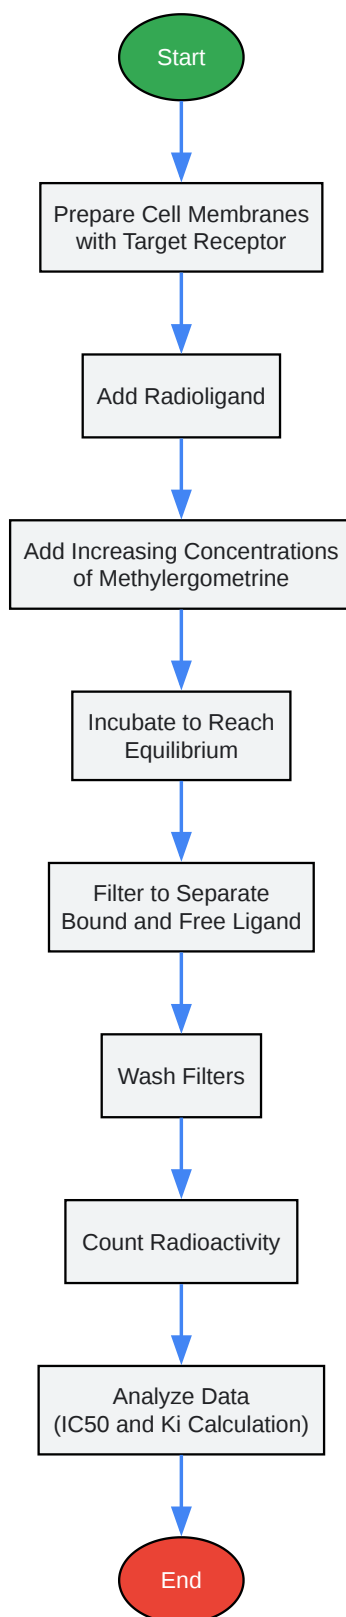 Start
Prepare Cell Membranes
with Target Receptor
Add Radioligand
Add Increasing Concentrations
of Methylergometrine
Incubate to Reach
Equilibrium
Filter to Separate
Bound and Free Ligand
Wash Filters
Count Radioactivity
Analyze Data
(IC50 and Ki Calculation)
End